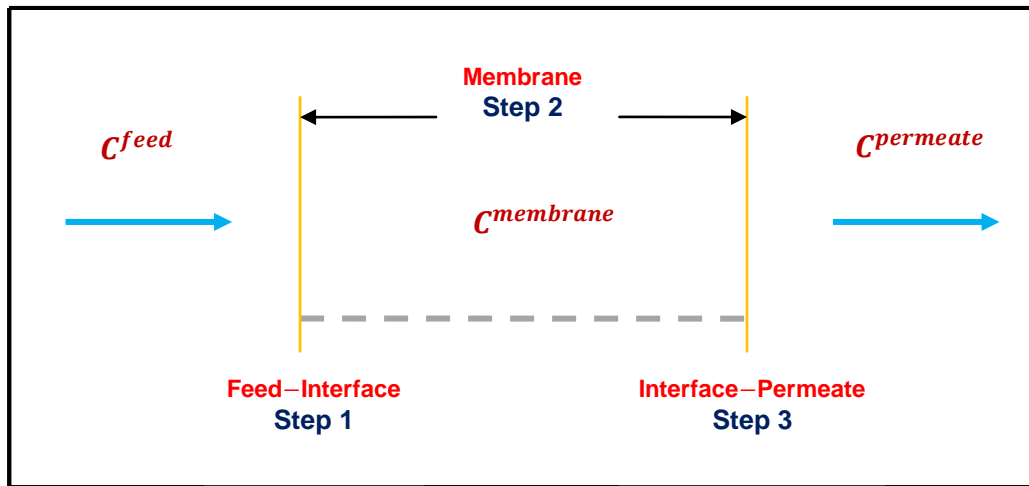 Membrane
Step 2
C^{feed}
C^{permeate}
C^{membrane}
Feed−Interface
Step 1
Interface−Permeate
Step 3